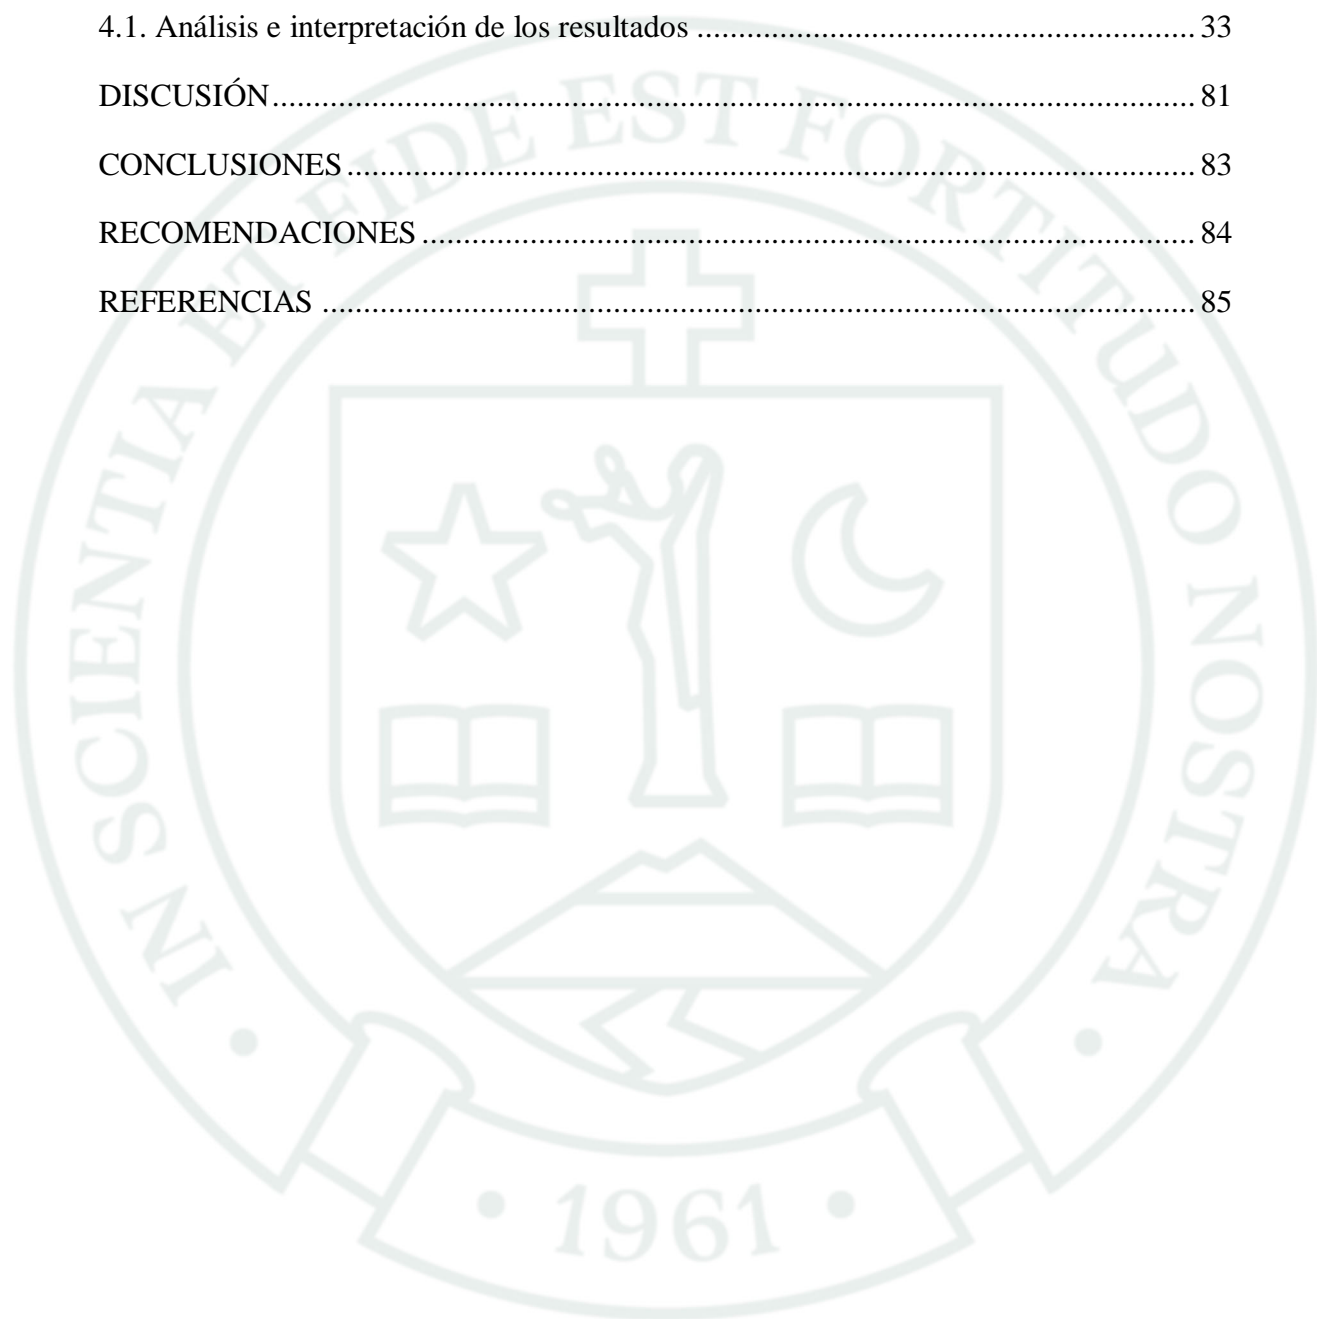 4.1. Análisis e interpretación de los resultados ............................................................. 33
DISCUSIÓN................................................................................................................. 81
CONCLUSIONES........................................................................................................ 83
RECOMENDACIONES............................................................................................... 84
REFERENCIAS ........................................................................................................... 85
IN SCIENTIA ET FIDE EST FORTITUDO NOSTRA
• 1961 •